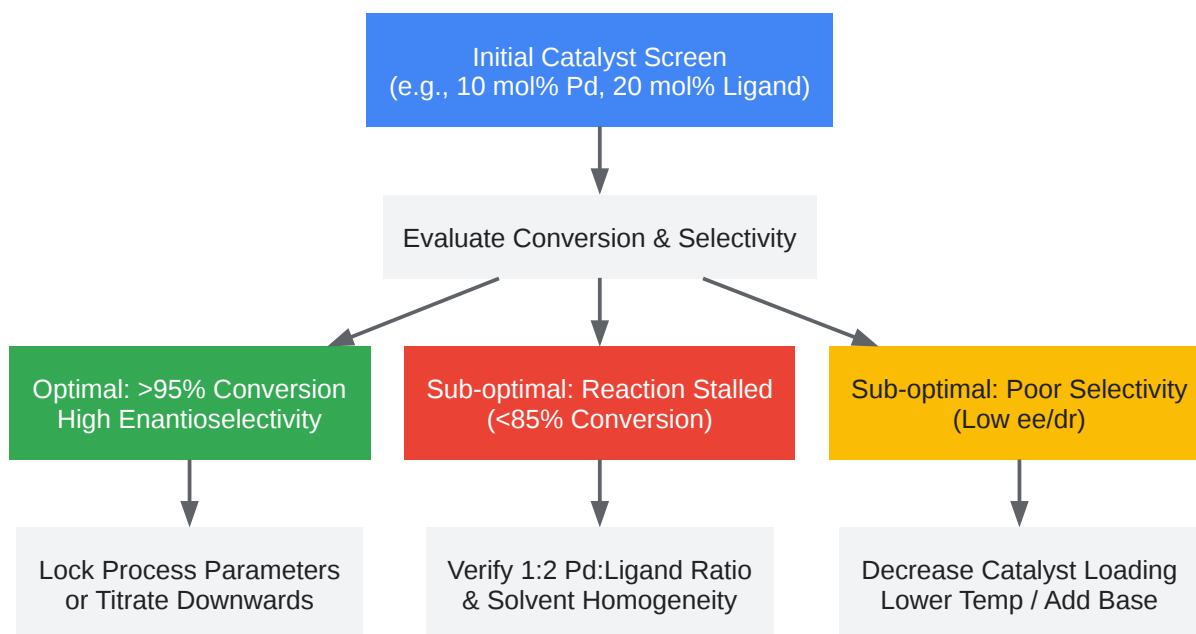 Initial Catalyst Screen
(e.g., 10 mol% Pd, 20 mol% Ligand)
Evaluate Conversion & Selectivity
Optimal: >95% Conversion
High Enantioselectivity
Sub-optimal: Reaction Stalled
(<85% Conversion)
Sub-optimal: Poor Selectivity
(Low ee/dr)
Lock Process Parameters
or Titrate Downwards
Verify 1:2 Pd:Ligand Ratio
& Solvent Homogeneity
Decrease Catalyst Loading
Lower Temp / Add Base